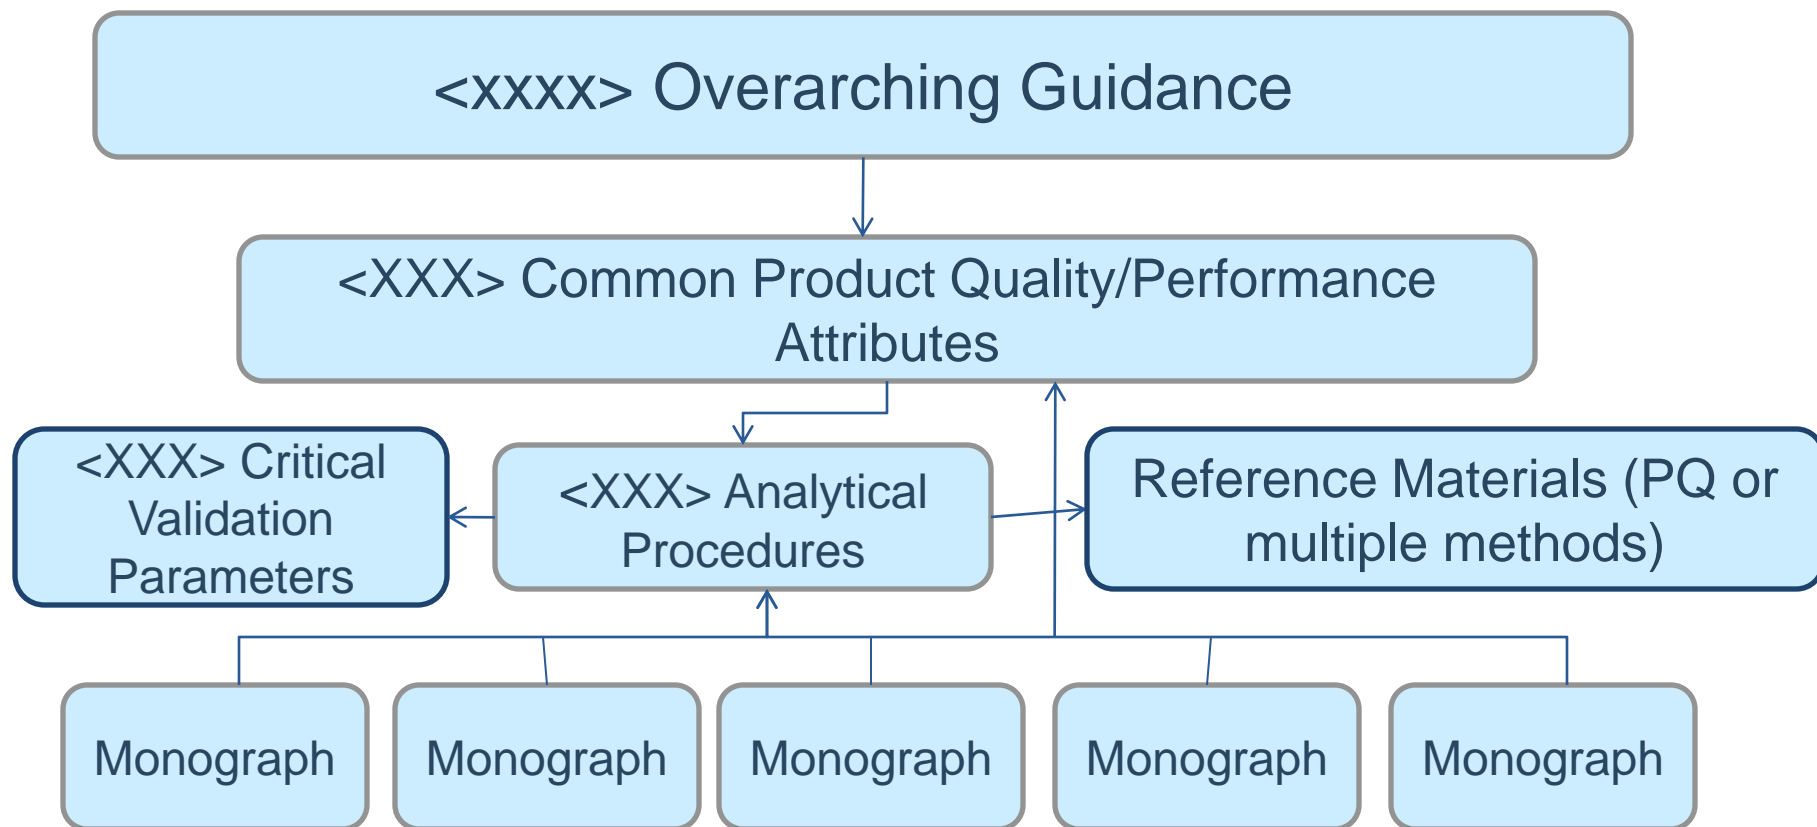 <xxxx> Overarching Guidance
<XXX> Common Product Quality/Performance
Attributes
<XXX> Critical
Validation
Parameters
<XXX> Analytical
Procedures
Reference Materials (PQ or
multiple methods)
Monograph
Monograph
Monograph
Monograph
Monograph